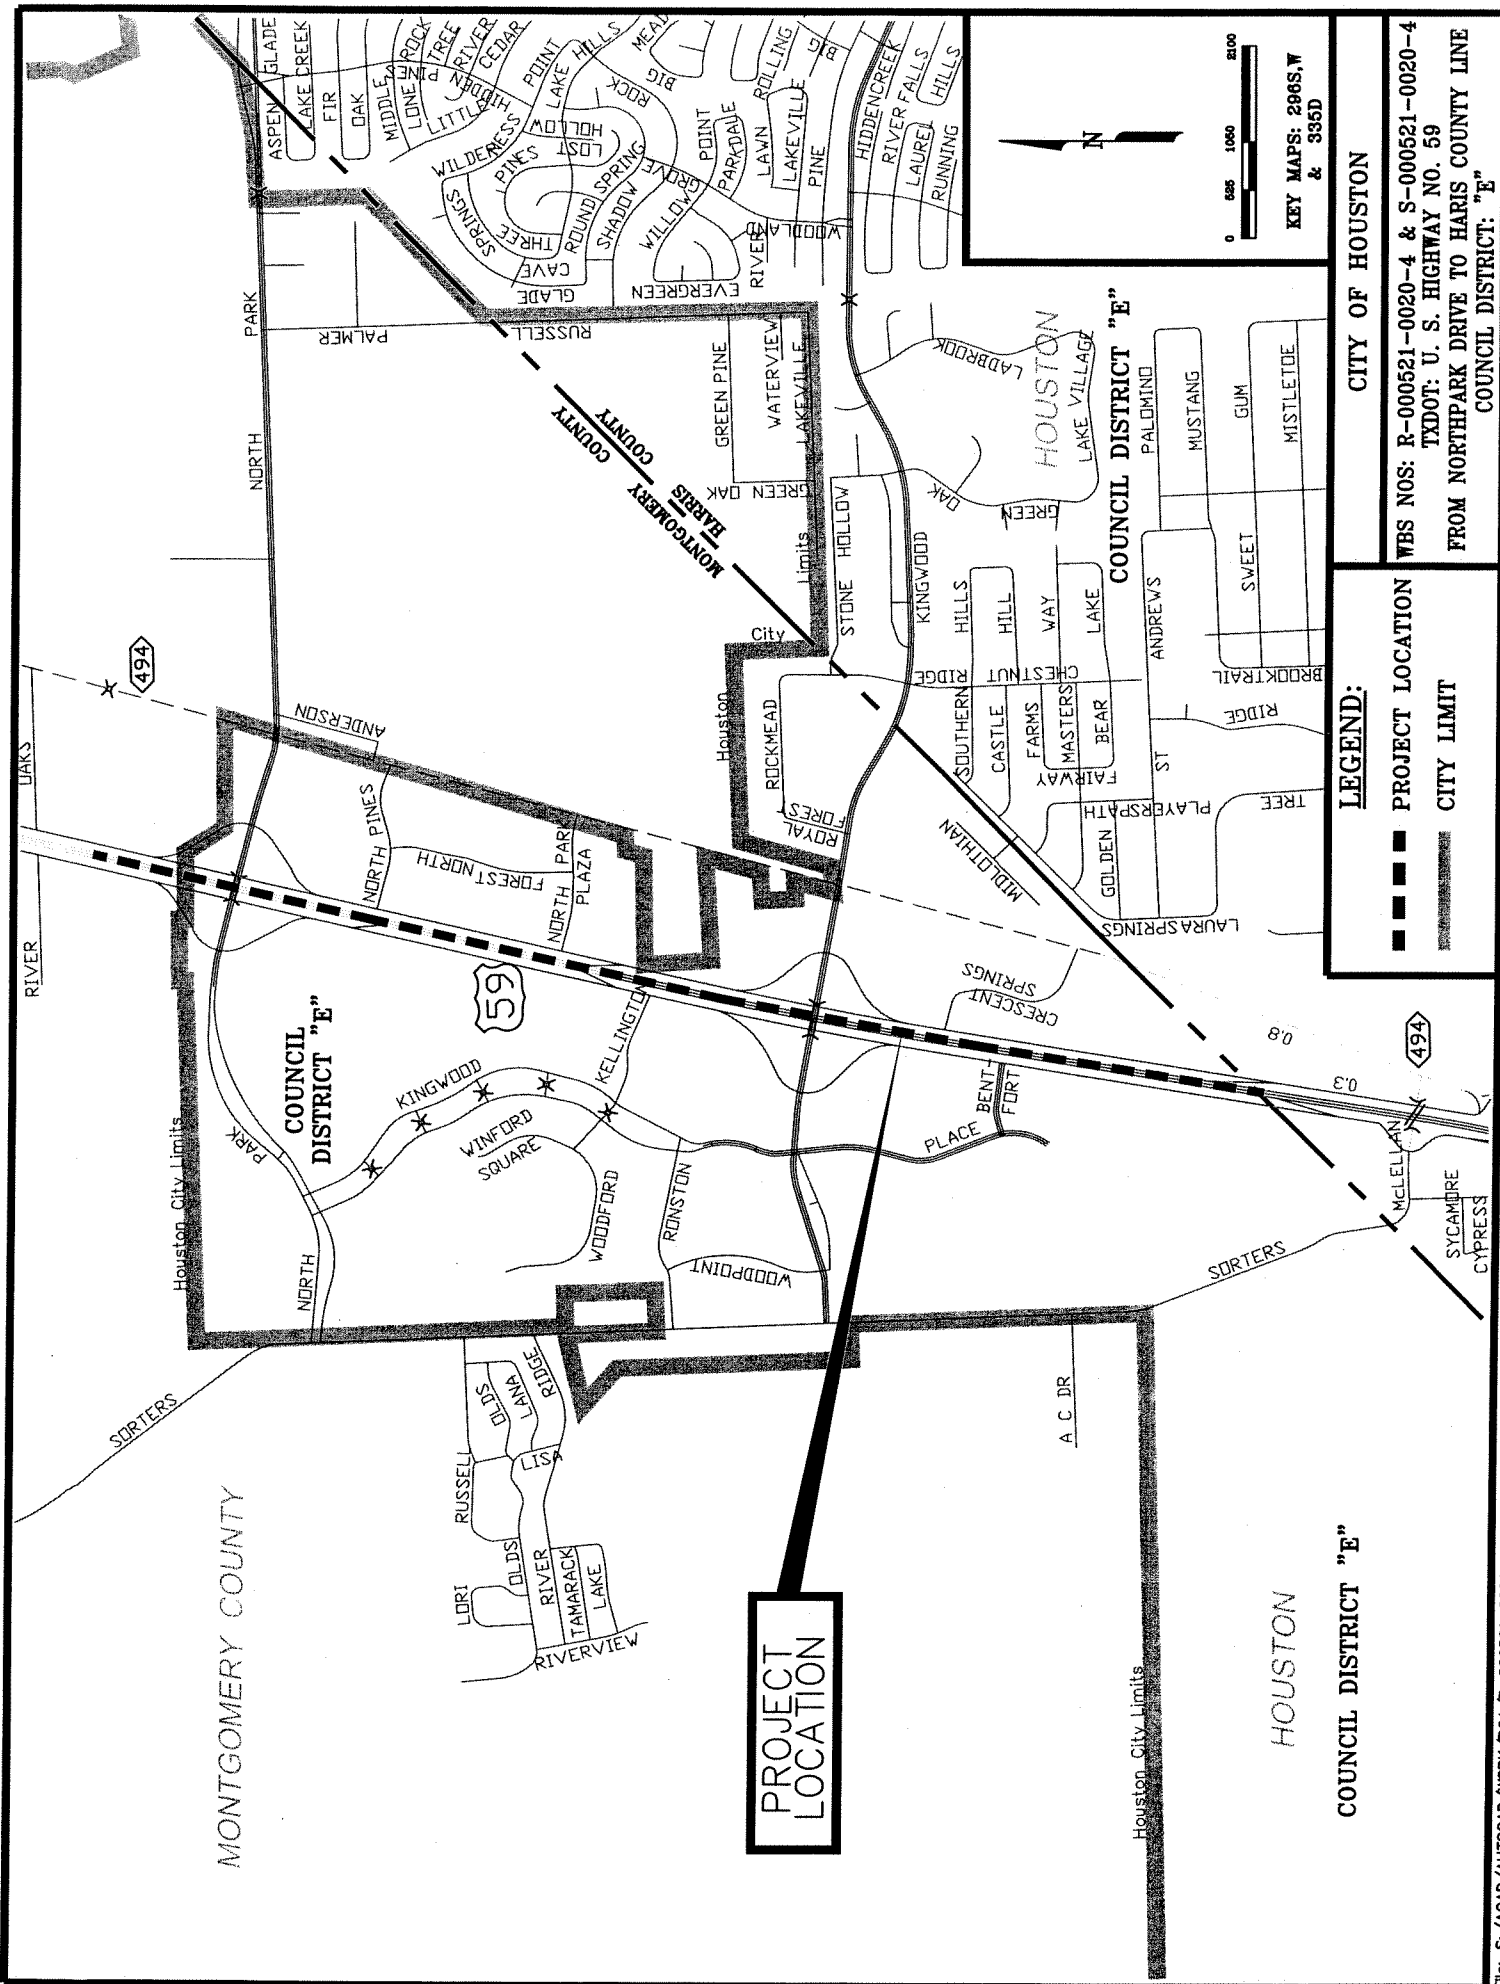 MONTGOMERY COUNTY
SORTERS
RIVER
OAKS
494
Houston City Limits
COUNCIL
DISTRICT "E"
PARK
NORTH
KINGWOOD
WINFORD
SQUARE
KELLINGTON
WOODFORD
RONSTON
WOODPOINT
59
NORTH PINES
FOREST NORTH
NORTH PARK
PLAZA
ANDERSON
NORTH
PARK
PALMER
RUSSELL
MONTGOMERY COUNTY
HARRIS COUNTY
ASPEN GLADE
LAKE CREEK
FIR
OAK
MIDDLE ROCK
LONE TREE
PINE
LITTLE RIVER
HIDDEN
CEDAR
POINT
LAKE HILLS
MEAD
BIG
ROCK
WILDERNESS
LOST HOLLOW
PINES
SPRINGS
THREE
ROUND SPRING
CAVE
SHADOW
GLADE
EVERGREEN
WILLOW
GROVE
POINT
PARKDALE
ROLLING
BIG
LAWN
LAKEVILLE
PINE
WOODLAND
RIVER
HIDDENCREEK
RIVER FALLS
LAUREL HILLS
RUNNING
GREEN PINE
WATERVIEW
LAKEVILLE
GREEN OAK
Houston City Limits
ROCKMEAD
ROYAL FOREST
STONE HOLLOW
KINGWOOD
LADBROOK
GREEN OAK
HOUSTON
LAKE VILLAGE
COUNCIL DISTRICT "E"
RIDGE
CHESTNUT
SOUTHERN HILLS
CASTLE HILL
FARMS WAY
MASTERS
BEAR LAKE
FAIRWAY
PLAYERSPATH
MIDLOTHIAN
GOLDEN
ST ANDREWS
LAURASPRINGS
TREE
RIDGE
BROOKTRAIL
PALOMINO
MUSTANG
SWEET GUM
MISTLETOE
CRESCENT SPRINGS
BENT-
FORT
PLACE
0.8
0.3
494
McLELLAN
SYCAMORE
CYPRESS
SORTERS
LORI
RUSSELL
OLDS
OLDS
LANA
RIDGE
LISA
RIVER
TAMARACK
LAKE
RIVERVIEW
A C DR
PROJECT
LOCATION
Houston City Limits
HOUSTON
COUNCIL DISTRICT "E"
N
0 525 1050 2100
KEY MAPS: 296S,W
& 335D
LEGEND:
PROJECT LOCATION
CITY LIMIT
CITY OF HOUSTON
WBS NOS: R-000521-0020-4 & S-000521-0020-4
TXDOT: U. S. HIGHWAY NO. 59
FROM NORTHPARK DRIVE TO HARIS COUNTY LINE
COUNCIL DISTRICT: "E"